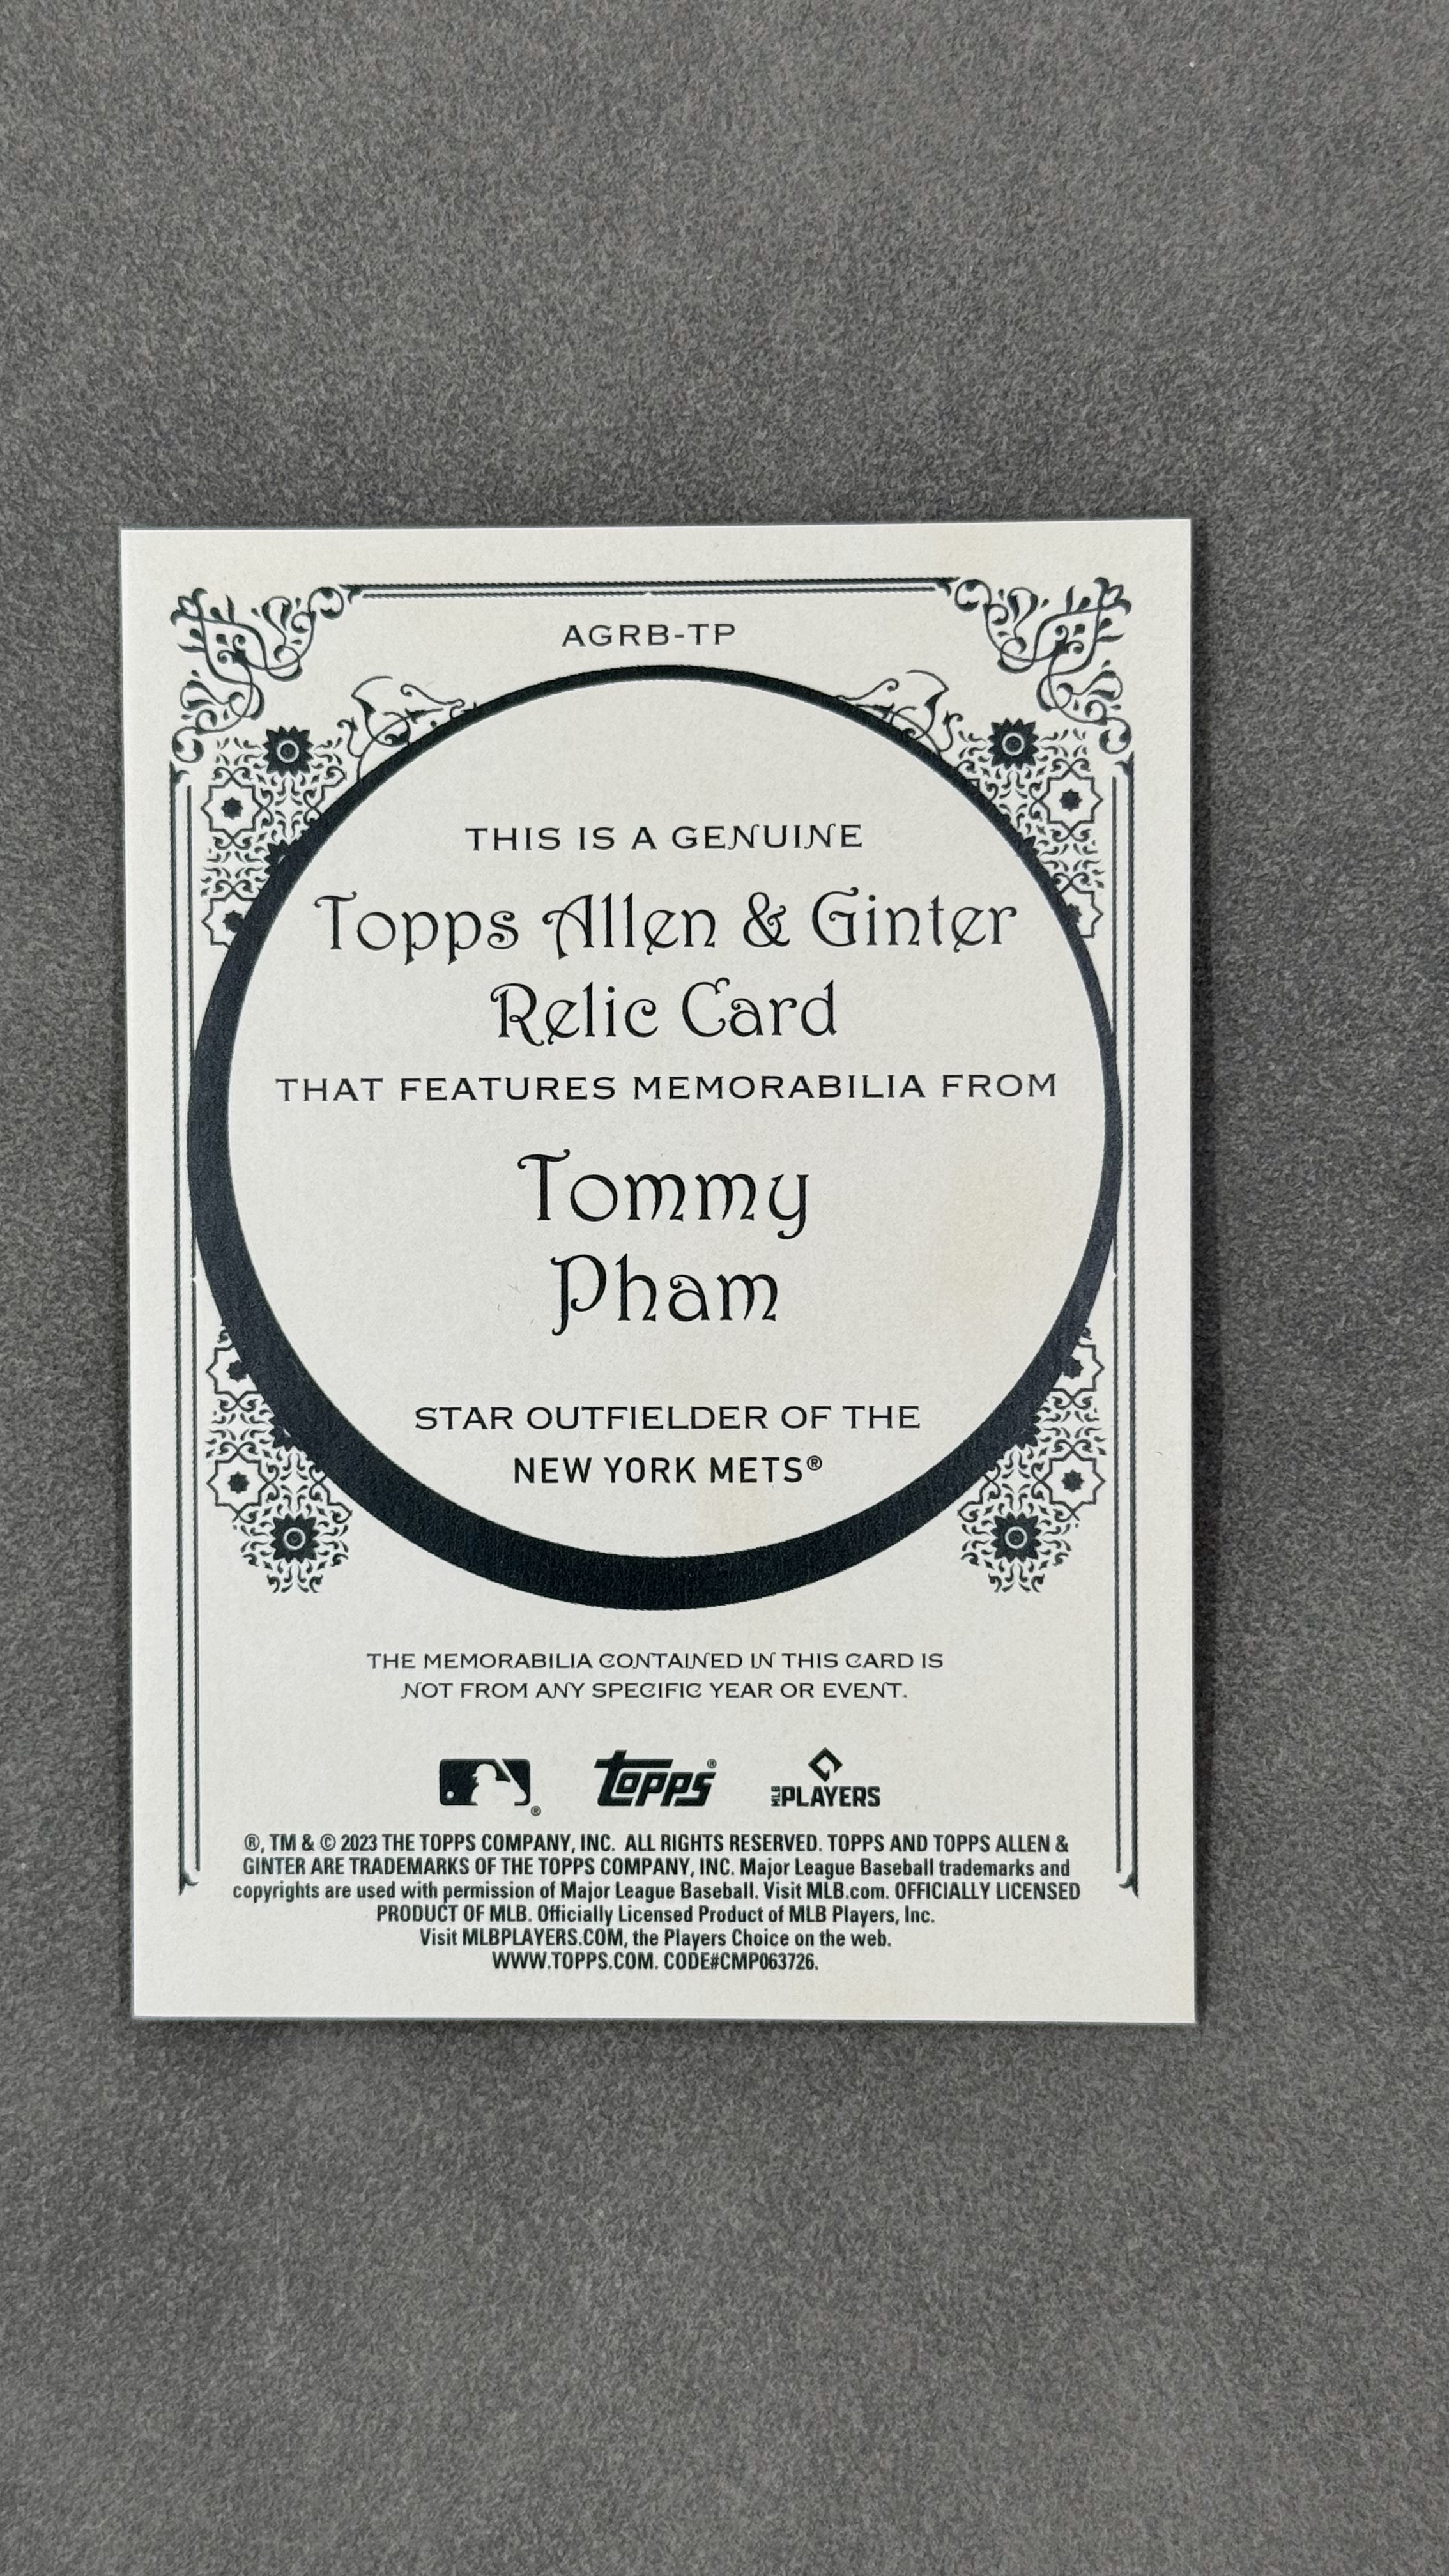 AGRB-TP
THIS IS A GENUINE
Topps Allen & Ginter
Relic Card
THAT FEATURES MEMORABILIA FROM
Tommy
Pham
STAR OUTFIELDER OF THE
NEW YORK METS®
THE MEMORABILIA CONTAINED IN THIS CARD IS
NOT FROM ANY SPECIFIC YEAR OR EVENT.
® topps® MLB PLAYERS
®, TM & © 2023 THE TOPPS COMPANY, INC. ALL RIGHTS RESERVED. TOPPS AND TOPPS ALLEN &
GINTER ARE TRADEMARKS OF THE TOPPS COMPANY, INC. Major League Baseball trademarks and
copyrights are used with permission of Major League Baseball. Visit MLB.com. OFFICIALLY LICENSED
PRODUCT OF MLB. Officially Licensed Product of MLB Players, Inc.
Visit MLBPLAYERS.COM, the Players Choice on the web.
WWW.TOPPS.COM. CODE#CMP063726.